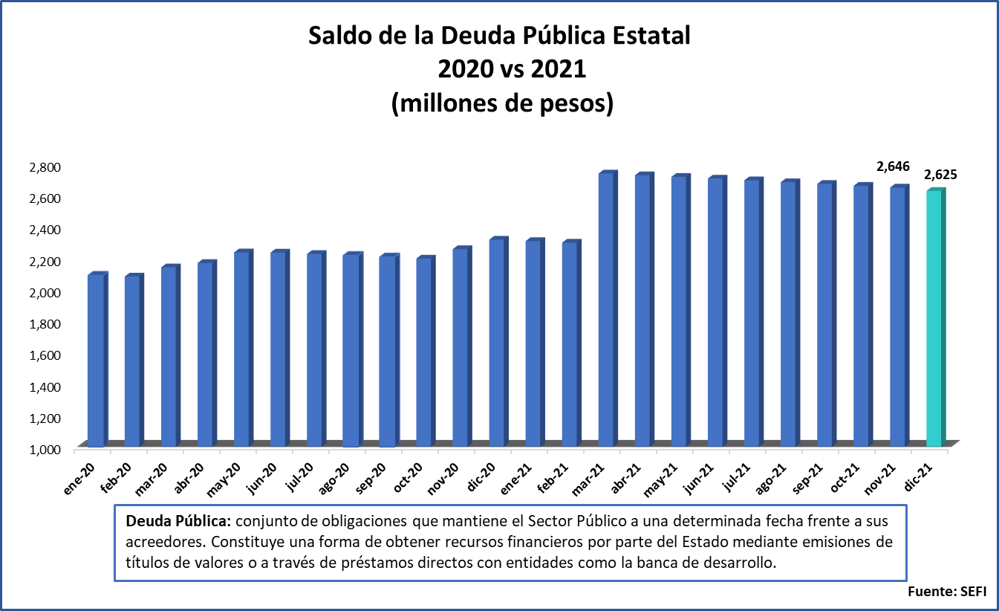 Saldo de la Deuda Pública Estatal
2020 vs 2021
(millones de pesos)
2,800
2,600
2,400
2,200
2,000
1,800
1,600
1,400
1,200
1,000
2,646
2,625
ene-20
feb-20
mar-20
abr-20
may-20
jun-20
jul-20
ago-20
sep-20
oct-20
nov-20
dic-20
ene-21
feb-21
mar-21
abr-21
may-21
jun-21
jul-21
ago-21
sep-21
oct-21
nov-21
dic-21
Deuda Pública: conjunto de obligaciones que mantiene el Sector Público a una determinada fecha frente a sus
acreedores. Constituye una forma de obtener recursos financieros por parte del Estado mediante emisiones de
títulos de valores o a través de préstamos directos con entidades como la banca de desarrollo.
Fuente: SEFI